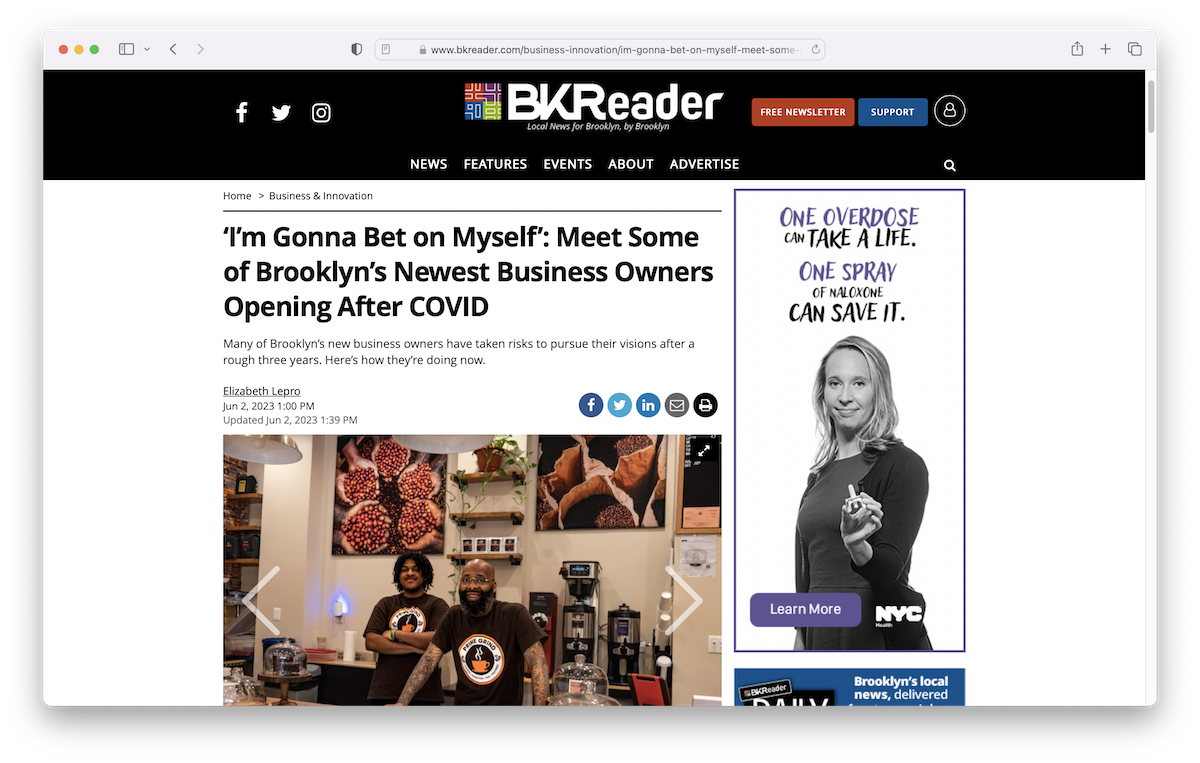 www.bkreader.com/business-innovation/im-gonna-bet-on-myself-meet-some-
BKReader
Local News for Brooklyn, by Brooklyn
FREE NEWSLETTER
SUPPORT
NEWS FEATURES EVENTS ABOUT ADVERTISE
Home > Business & Innovation
‘I’m Gonna Bet on Myself’: Meet Some
of Brooklyn’s Newest Business Owners
Opening After COVID
Many of Brooklyn’s new business owners have taken risks to pursue their visions after a
rough three years. Here’s how they’re doing now.
Elizabeth Lepro
Jun 2, 2023 1:00 PM
Updated Jun 2, 2023 1:39 PM
ONE OVERDOSE
CAN TAKE A LIFE.
ONE SPRAY
OF NALOXONE
CAN SAVE IT.
Learn More
NYC
Health
BKReader
DAILY
Brooklyn’s local
news, delivered